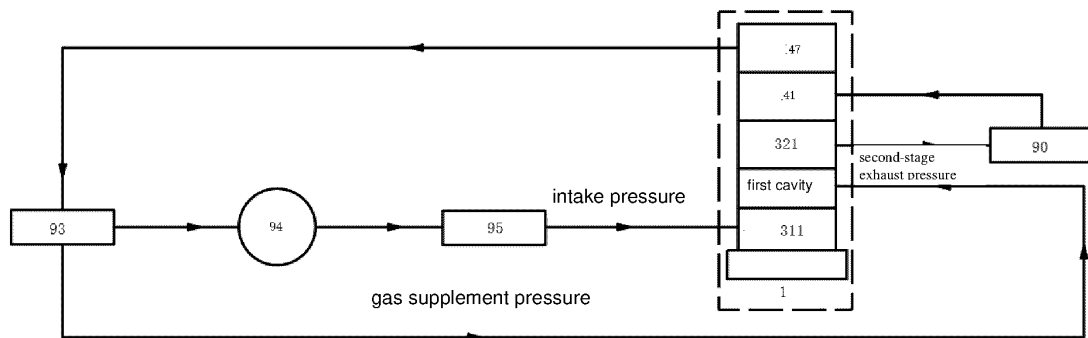 .47
.41
321
90
second-stage
exhaust pressure
first cavity
intake pressure
93
94
95
311
1
gas supplement pressure